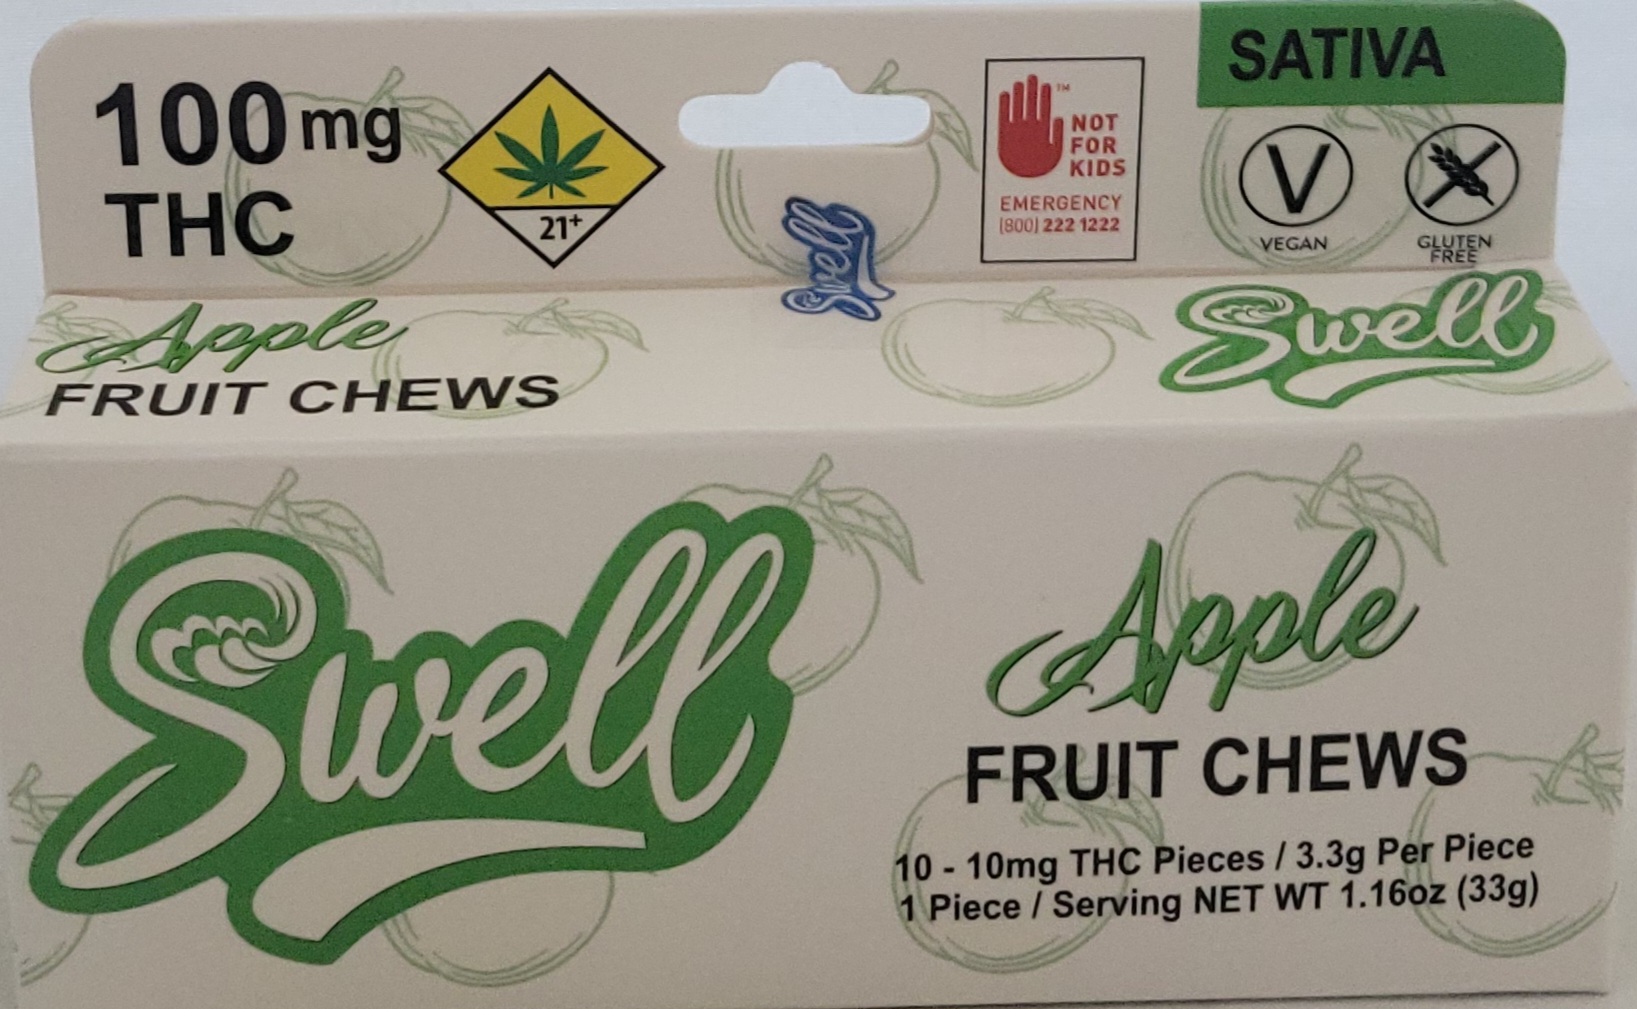 100mg
THC
21+
Swell
NOT
FOR
KIDS
EMERGENCY
(800) 222 1222
SATIVA
V
VEGAN
GLUTEN
FREE
Apple
FRUIT CHEWS
Swell
Swell
Apple
FRUIT CHEWS
10 - 10mg THC Pieces / 3.3g Per Piece
1 Piece / Serving NET WT 1.16oz (33g)